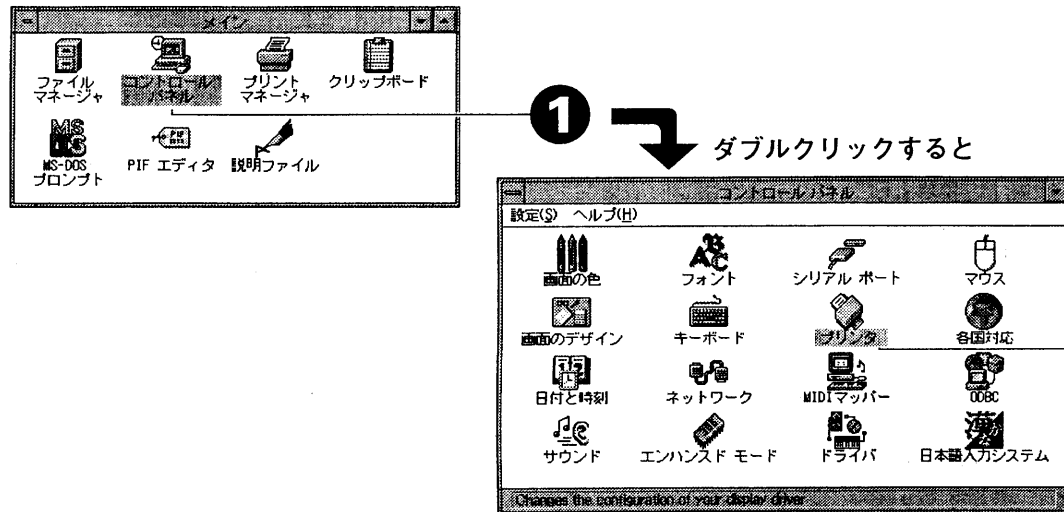 メイン
ファイル
マネージャ
コントロール
パネル
プリント
マネージャ
クリップボード
MS-DOS
プロンプト
PIF エディタ
説明ファイル
1
ダブルクリックすると
コントロール パネル
設定(S) ヘルプ(H)
画面の色
フォント
シリアル ポート
マウス
画面のデザイン
キーボード
プリンタ
各国対応
日付と時刻
ネットワーク
MIDIマッパー
ODBC
サウンド
エンハンスド モード
ドライバ
日本語入力システム
Changes the configuration of your display driver